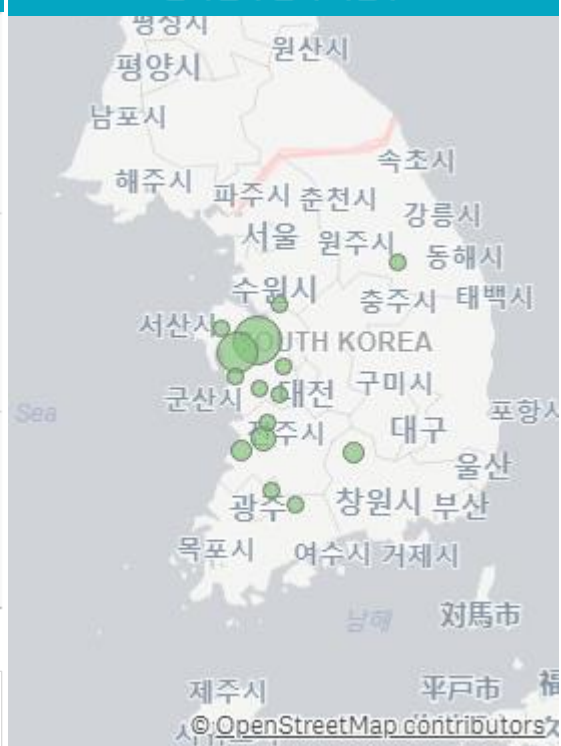 평성시
원산시
평양시
남포시
속초시
해주시
파주시 춘천시
강릉시
서울 원주시
동해시
수원시
충주시 태백시
서산시
SOUTH KOREA
구미시
대전
군산시
Sea
포항시
대구
전주시
울산
창원시 부산
광주
목포시 여수시 거제시
남해 対馬市
제주시 平戸市 福
© OpenStreetMap contributors